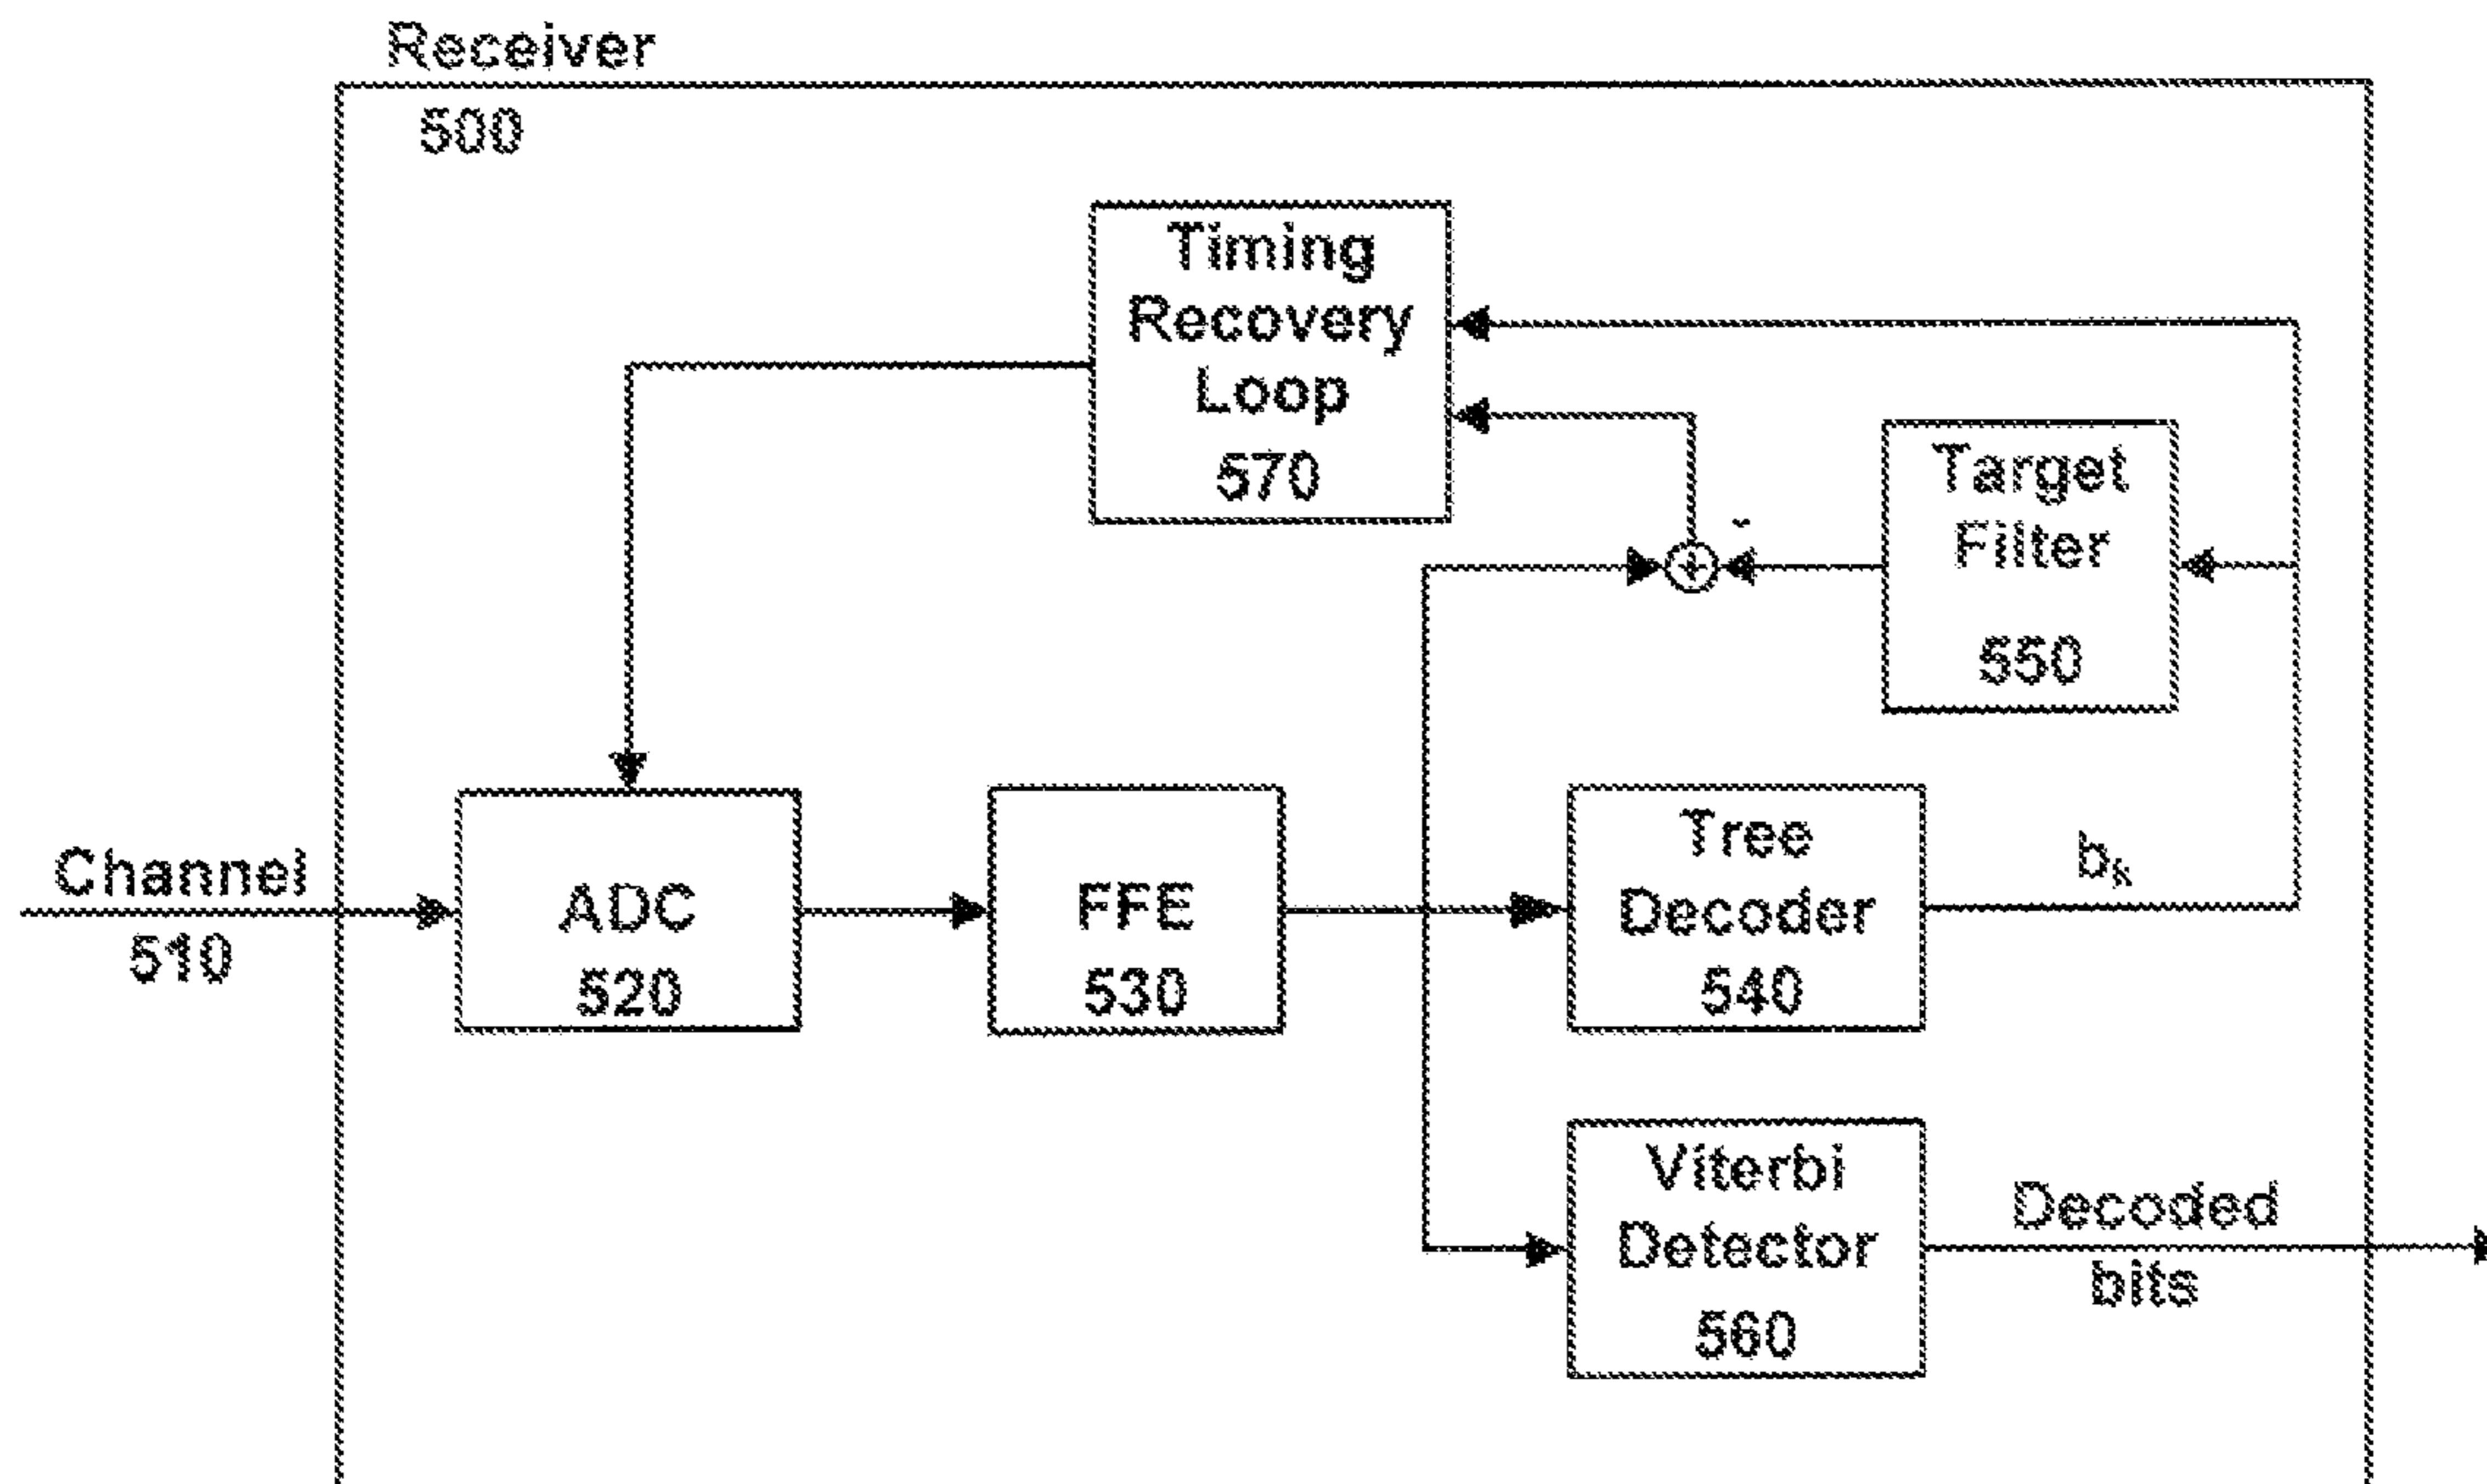 Receiver
500
Timing
Recovery
Loop
570
Target
Filter
550
-
+
Channel
510
ADC
520
FFE
530
Tree
Decoder
540
bₖ
Viterbi
Detector
560
Decoded
bits